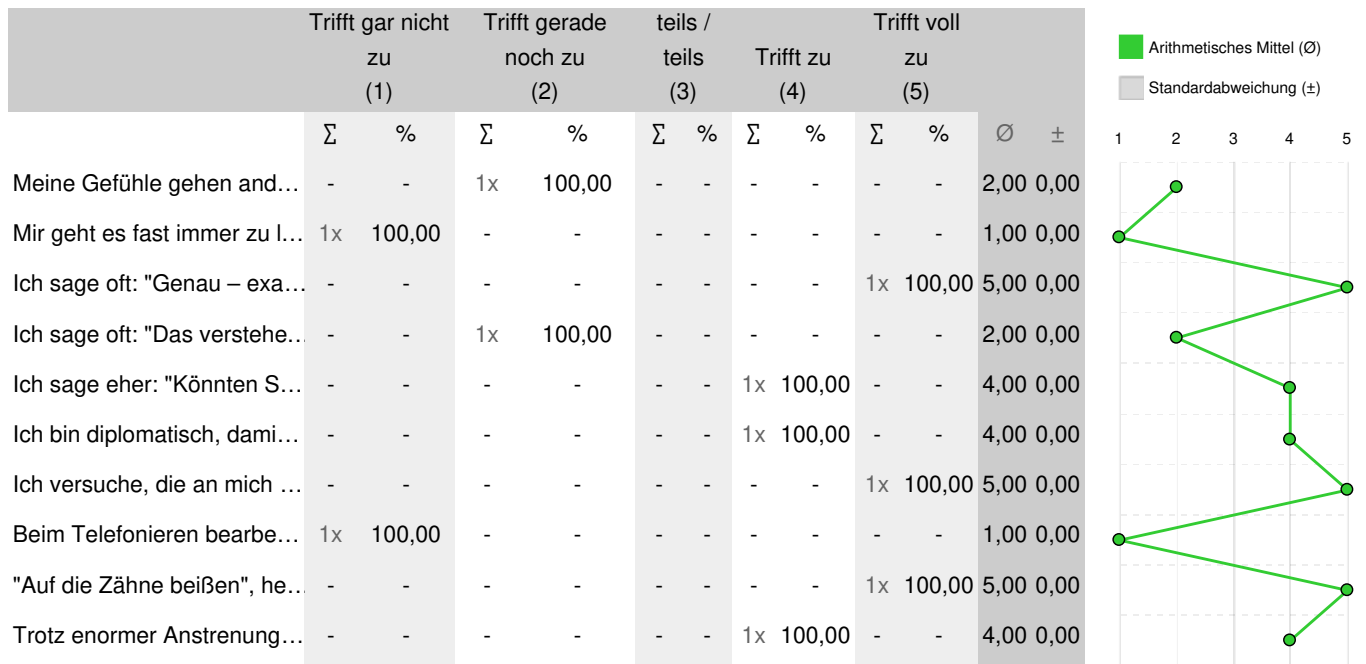 Trifft gar nicht Trifft gerade teils / Trifft voll
zu noch zu teils Trifft zu zu
(1) (2) (3) (4) (5)
Arithmetisches Mittel (Ø)
Standardabweichung (±)
Σ % Σ % Σ % Σ % Σ % Ø ± 1 2 3 4 5
Meine Gefühle gehen and… - - 1x 100,00 - - - - - - 2,00 0,00
Mir geht es fast immer zu l… 1x 100,00 - - - - - - - - 1,00 0,00
Ich sage oft: "Genau – exa… - - - - - - - - 1x 100,00 5,00 0,00
Ich sage oft: "Das verstehe… - - 1x 100,00 - - - - - - 2,00 0,00
Ich sage eher: "Könnten S… - - - - - - 1x 100,00 - - 4,00 0,00
Ich bin diplomatisch, dami… - - - - - - 1x 100,00 - - 4,00 0,00
Ich versuche, die an mich … - - - - - - - - 1x 100,00 5,00 0,00
Beim Telefonieren bearbe… 1x 100,00 - - - - - - - - 1,00 0,00
"Auf die Zähne beißen", he… - - - - - - - - 1x 100,00 5,00 0,00
Trotz enormer Anstrenung… - - - - - - 1x 100,00 - - 4,00 0,00